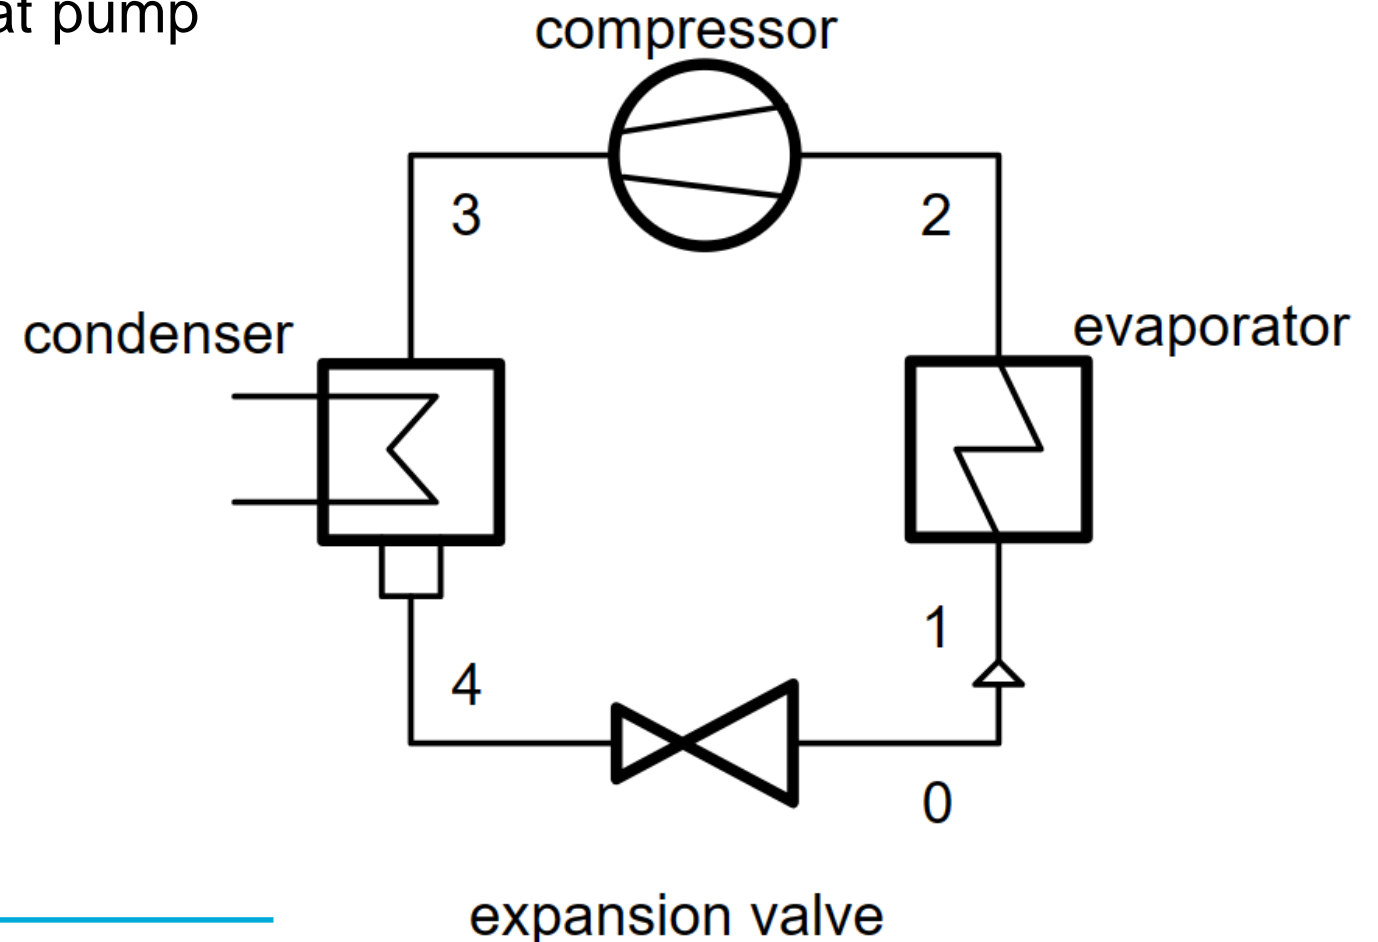 at pump
compressor
3
2
condenser
evaporator
1
4
0
expansion valve